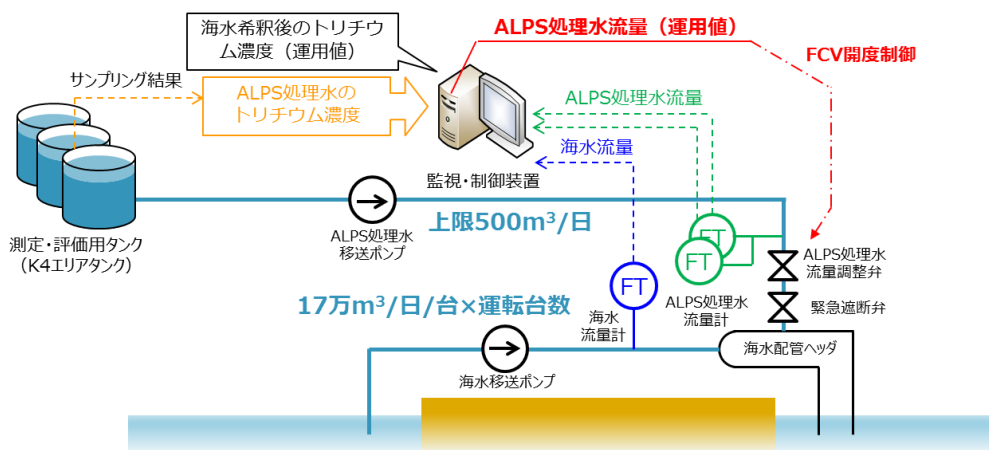 海水希釈後のトリチウ
ム濃度（運用値）
ALPS処理水流量（運用値）
FCV開度制御
サンプリング結果
ALPS処理水の
トリチウム濃度
ALPS処理水流量
海水流量
監視・制御装置
上限500m³/日
測定・評価用タンク
（K4エリアタンク）
ALPS処理水
移送ポンプ
FT
FT
FT
ALPS処理水
流量調整弁
17万m³/日/台×運転台数
海水
流量計
ALPS処理水
流量計
緊急遮断弁
海水配管ヘッダ
海水移送ポンプ